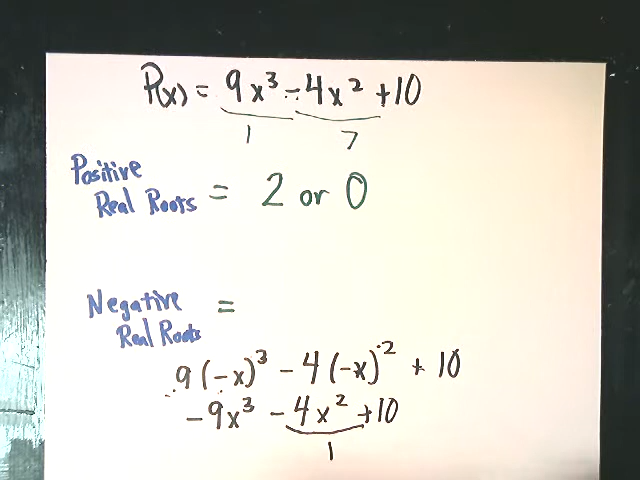 P(x) = 9x³ - 4x² + 10
1 7
Positive
Real Roots = 2 or 0
Negative =
Real Roots
9(-x)³ - 4(-x)² + 10
-9x³ - 4x² + 10
1